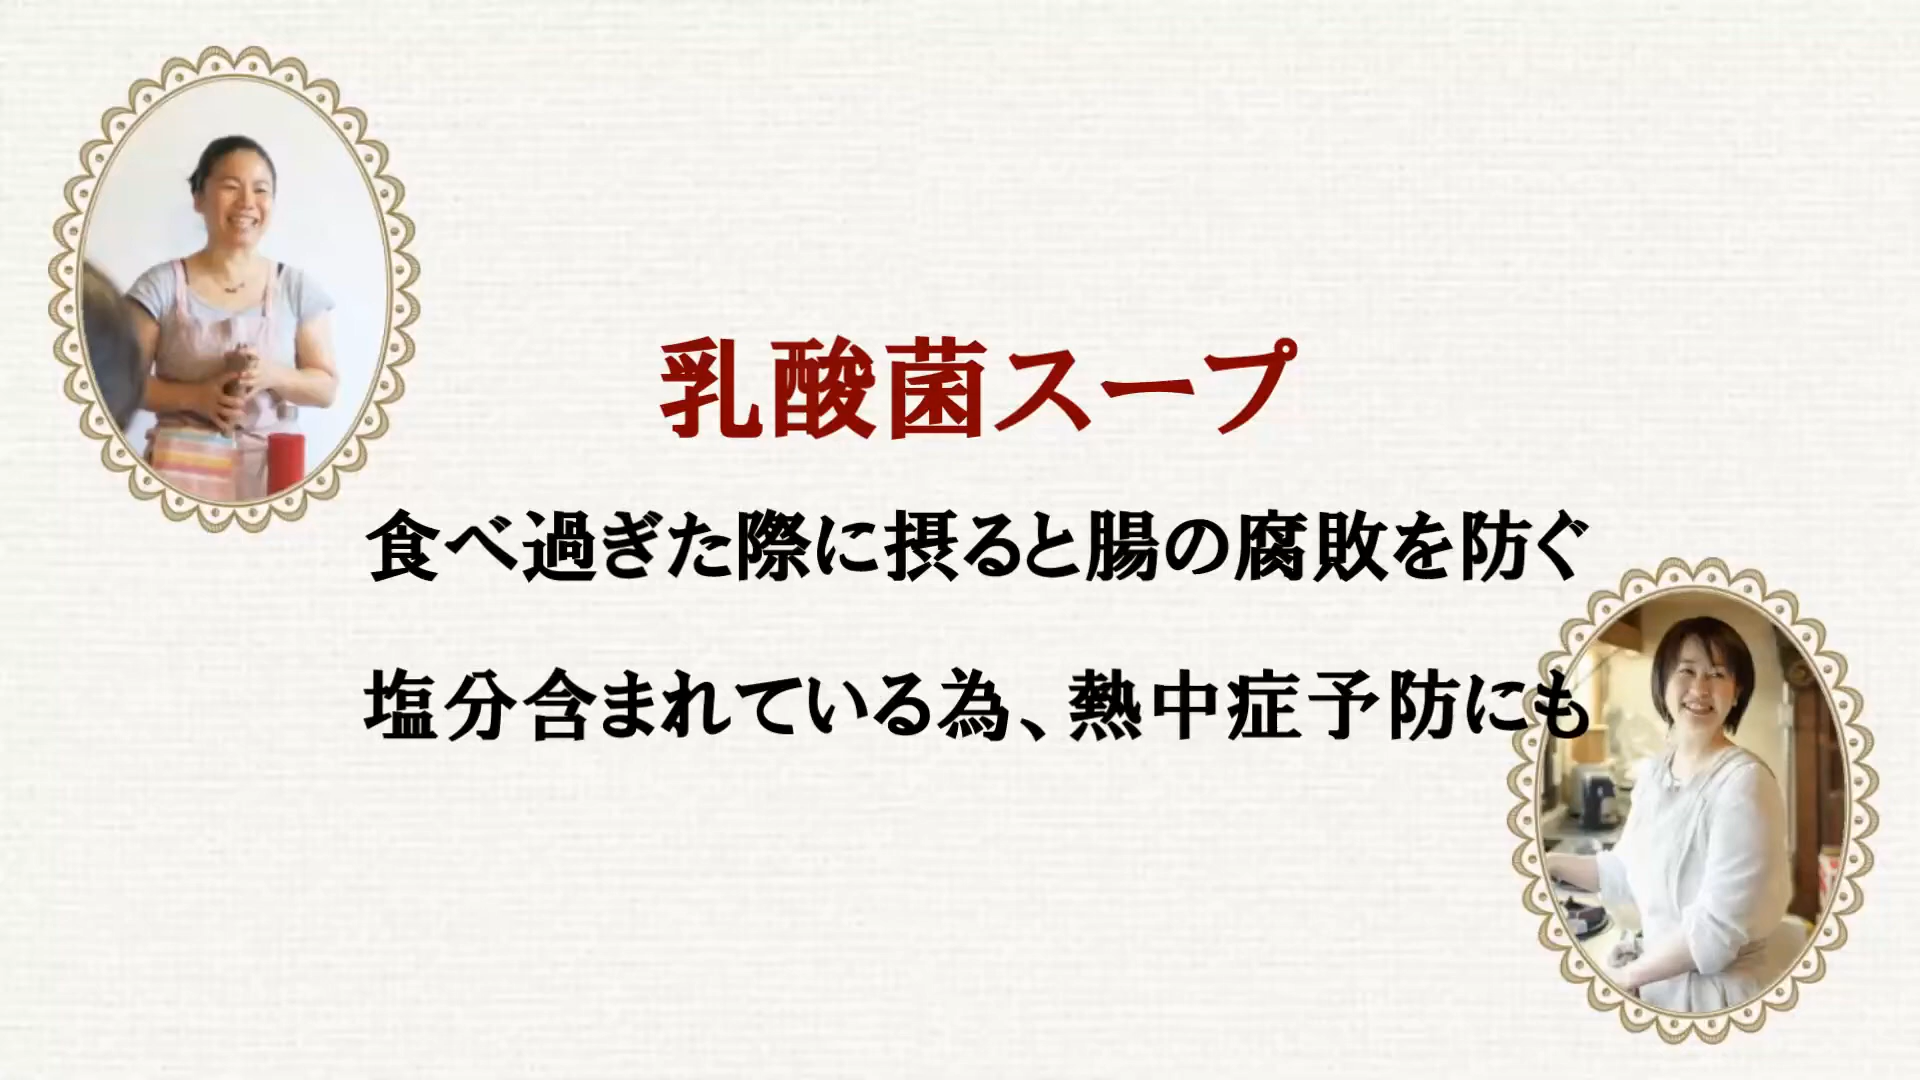 乳酸菌スープ
食べ過ぎた際に摂ると腸の腐敗を防ぐ
塩分含まれている為、熱中症予防にも